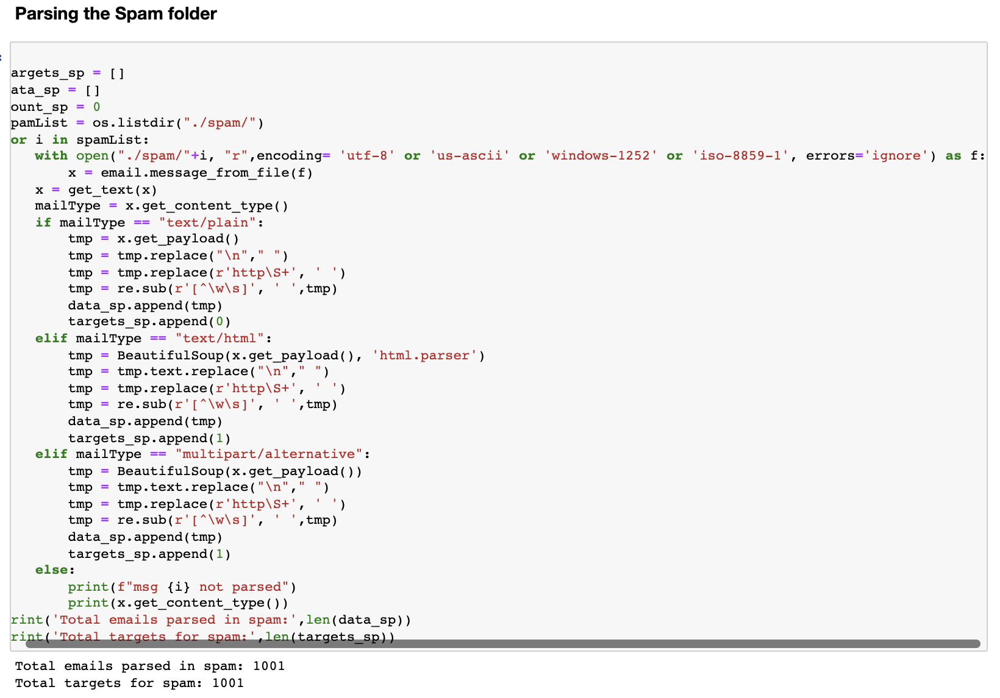 Parsing the Spam folder
:
argets_sp = []
ata_sp = []
ount_sp = 0
pamList = os.listdir("./spam/")
or i in spamList:
   with open("./spam/"+i, "r",encoding= 'utf-8' or 'us-ascii' or 'windows-1252' or 'iso-8859-1', errors='ignore') as f:
       x = email.message_from_file(f)
   x = get_text(x)
   mailType = x.get_content_type()
   if mailType == "text/plain":
       tmp = x.get_payload()
       tmp = tmp.replace("\n"," ")
       tmp = tmp.replace(r'http\S+', ' ')
       tmp = re.sub(r'[^\w\s]', ' ',tmp)
       data_sp.append(tmp)
       targets_sp.append(0)
   elif mailType == "text/html":
       tmp = BeautifulSoup(x.get_payload(), 'html.parser')
       tmp = tmp.text.replace("\n"," ")
       tmp = tmp.replace(r'http\S+', ' ')
       tmp = re.sub(r'[^\w\s]', ' ',tmp)
       data_sp.append(tmp)
       targets_sp.append(1)
   elif mailType == "multipart/alternative":
       tmp = BeautifulSoup(x.get_payload())
       tmp = tmp.text.replace("\n"," ")
       tmp = tmp.replace(r'http\S+', ' ')
       tmp = re.sub(r'[^\w\s]', ' ',tmp)
       data_sp.append(tmp)
       targets_sp.append(1)
   else:
       print(f"msg {i} not parsed")
       print(x.get_content_type())
rint('Total emails parsed in spam:',len(data_sp))
rint('Total targets for spam:',len(targets_sp))
Total emails parsed in spam: 1001
Total targets for spam: 1001